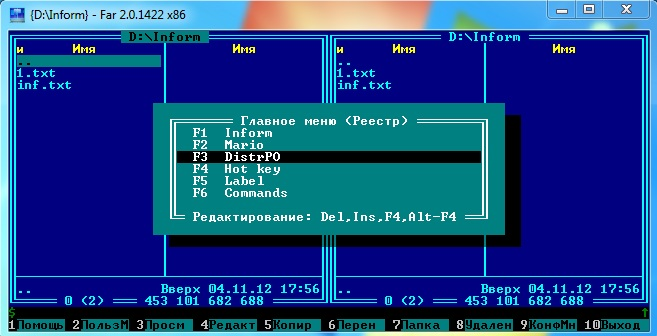 {D:\Inform} - Far 2.0.1422 x86
D:\Inform D:\Inform
и Имя Имя и Имя Имя
.. ..
1.txt 1.txt
inf.txt inf.txt
Главное меню (Реестр)
F1 Inform
F2 Mario
F3 DistrPO
F4 Hot key
F5 Label
F6 Commands
Редактирование: Del,Ins,F4,Alt-F4
.. Вверх 04.11.12 17:56 .. Вверх 04.11.12 17:56
0 (2) 453 101 682 688 0 (2) 453 101 682 688
$ ↑
1Помощь 2ПользМ 3Просм 4Редакт 5Копир 6Перен 7Папка 8Удален 9КонфМн 10Выход